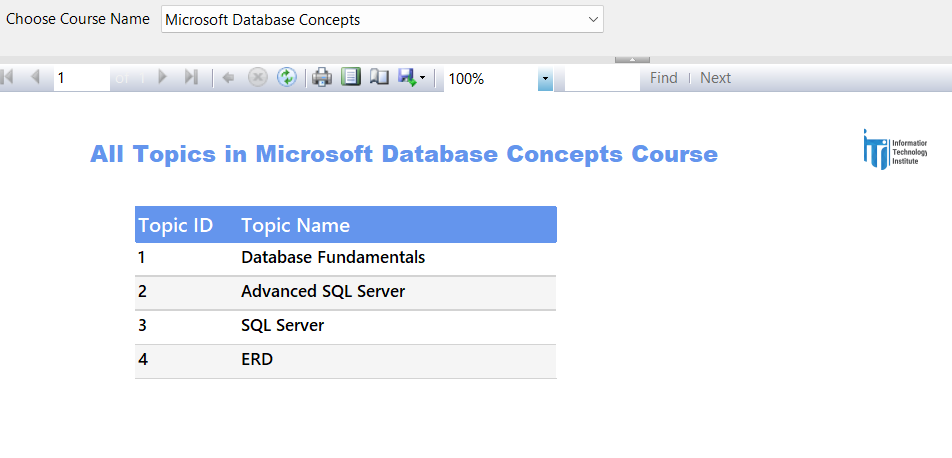 Choose Course Name Microsoft Database Concepts
1 of 1 100% Find Next
All Topics in Microsoft Database Concepts Course
iTi
Information
Technology
Institute
Topic ID Topic Name
1 Database Fundamentals
2 Advanced SQL Server
3 SQL Server
4 ERD